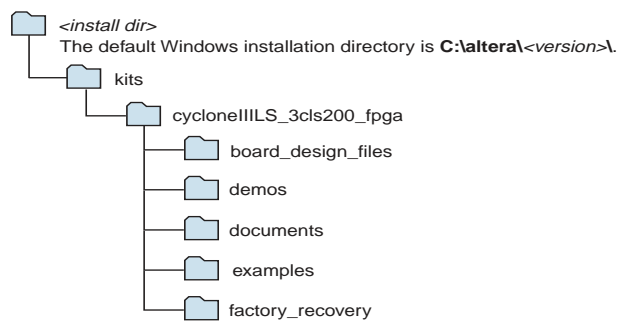 <install dir>
The default Windows installation directory is C:\altera\<version>\.
kits
cycloneIIILS_3cls200_fpga
board_design_files
demos
documents
examples
factory_recovery